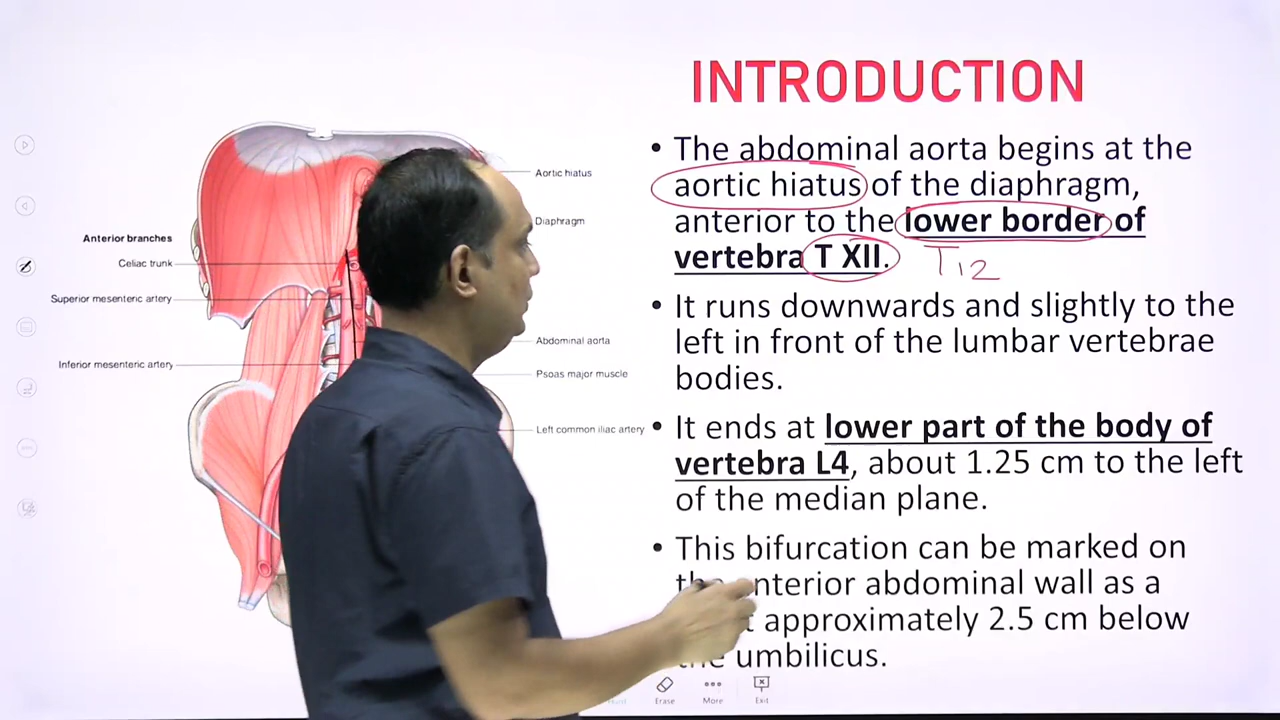 INTRODUCTION
• The abdominal aorta begins at the
aortic hiatus of the diaphragm,
anterior to the lower border of
vertebra T XII. T12
• It runs downwards and slightly to the
left in front of the lumbar vertebrae
bodies.
• It ends at lower part of the body of
vertebra L4, about 1.25 cm to the left
of the median plane.
• This bifurcation can be marked on
anterior abdominal wall as a
approximately 2.5 cm below
umbilicus.
Aortic hiatus
Diaphragm
Anterior branches
Celiac trunk
Superior mesenteric artery
Inferior mesenteric artery
Abdominal aorta
Psoas major muscle
Left common iliac artery
Erase
More
Exit